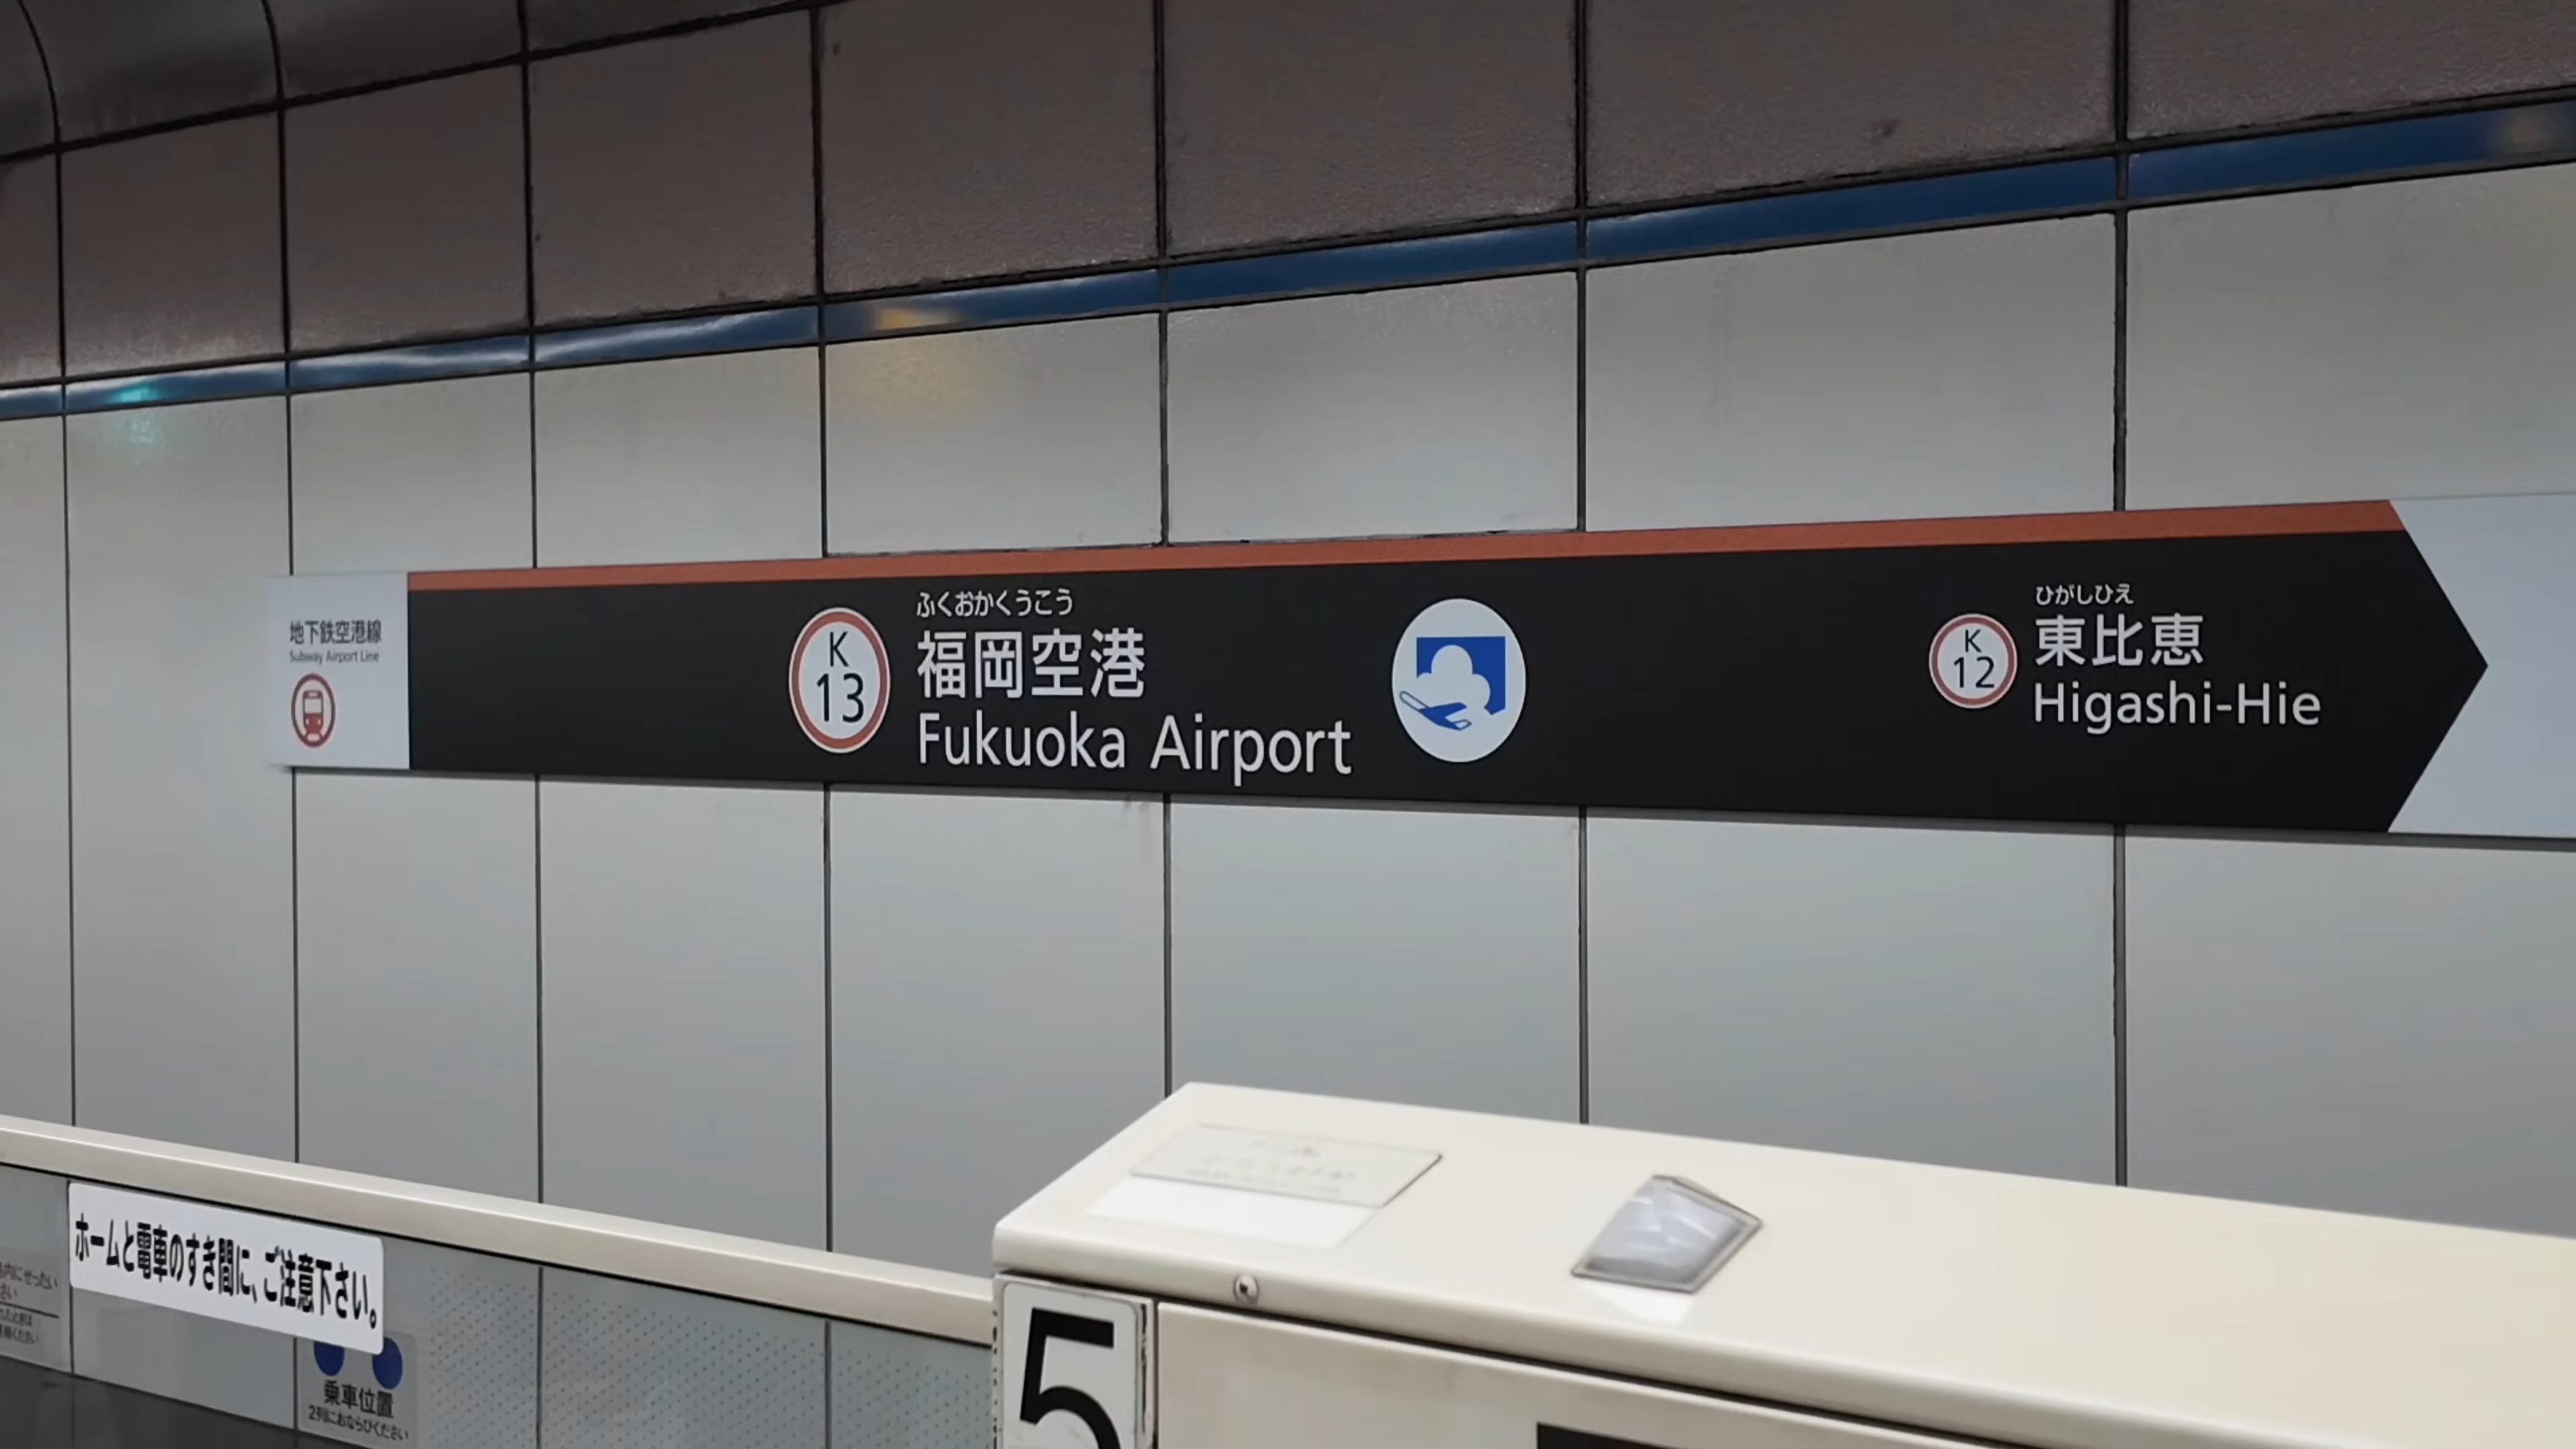 地下鉄空港線
Subway Airport Line
K
13
ふくおかくうこう
福岡空港
Fukuoka Airport
K
12
ひがしひえ
東比恵
Higashi-Hie
ホームと電車のすき間に、ご注意下さい。
乗車位置
2列におならびください
5